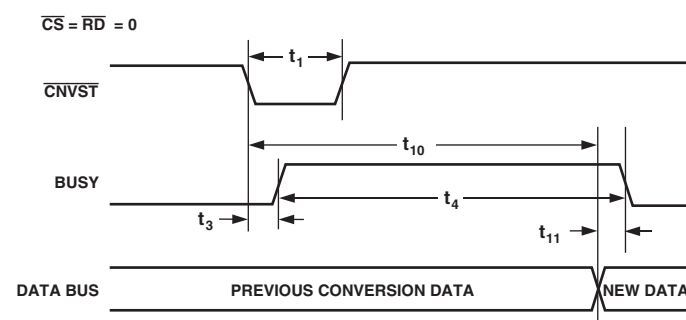 CS = RD = 0
t1
CNVST
t10
BUSY
t4
t3
t11
DATA BUS PREVIOUS CONVERSION DATA NEW DATA